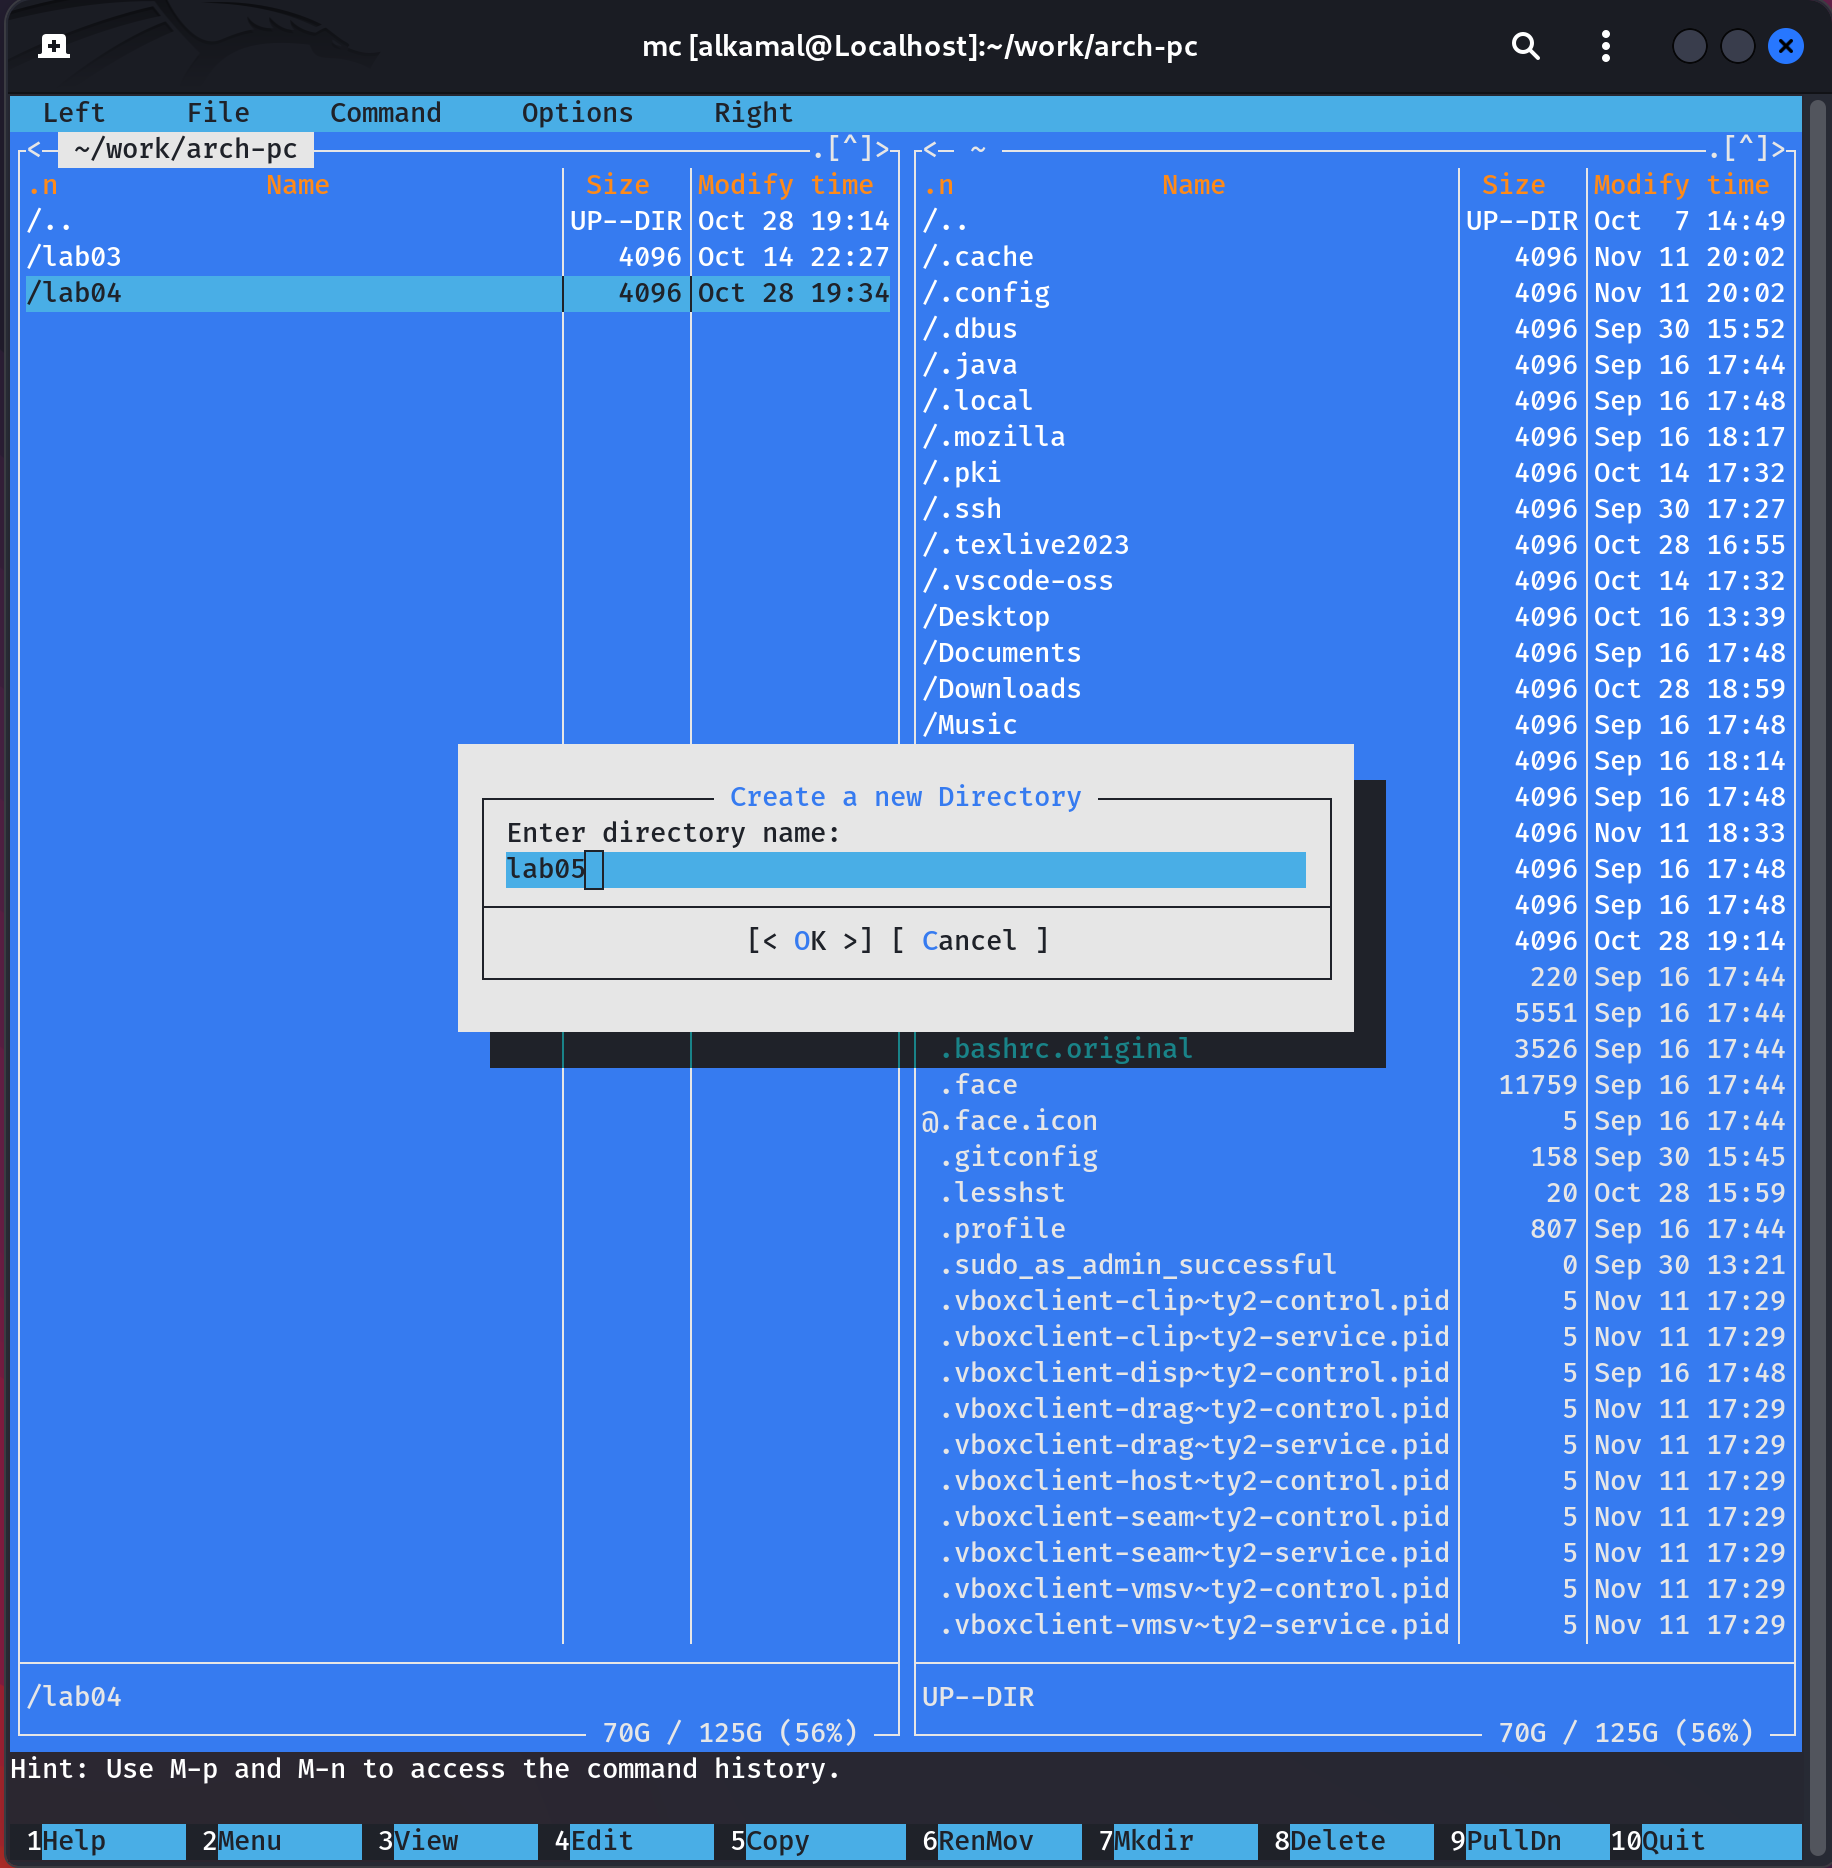 mc [alkamal@Localhost]:~/work/arch-pc
Left File Command Options Right
<─ ~/work/arch-pc .[^]>
.n Name Size Modify time
/.. UP--DIR Oct 28 19:14
/lab03 4096 Oct 14 22:27
/lab04 4096 Oct 28 19:34
/lab04
70G / 125G (56%)
<─ ~ .[^]>
.n Name Size Modify time
/.. UP--DIR Oct 7 14:49
/.cache 4096 Nov 11 20:02
/.config 4096 Nov 11 20:02
/.dbus 4096 Sep 30 15:52
/.java 4096 Sep 16 17:44
/.local 4096 Sep 16 17:48
/.mozilla 4096 Sep 16 18:17
/.pki 4096 Oct 14 17:32
/.ssh 4096 Sep 30 17:27
/.texlive2023 4096 Oct 28 16:55
/.vscode-oss 4096 Oct 14 17:32
/Desktop 4096 Oct 16 13:39
/Documents 4096 Sep 16 17:48
/Downloads 4096 Oct 28 18:59
/Music 4096 Sep 16 17:48
4096 Sep 16 18:14
4096 Sep 16 17:48
4096 Nov 11 18:33
4096 Sep 16 17:48
4096 Sep 16 17:48
4096 Oct 28 19:14
220 Sep 16 17:44
5551 Sep 16 17:44
.bashrc.original 3526 Sep 16 17:44
.face 11759 Sep 16 17:44
@.face.icon 5 Sep 16 17:44
.gitconfig 158 Sep 30 15:45
.lesshst 20 Oct 28 15:59
.profile 807 Sep 16 17:44
.sudo_as_admin_successful 0 Sep 30 13:21
.vboxclient-clip~ty2-control.pid 5 Nov 11 17:29
.vboxclient-clip~ty2-service.pid 5 Nov 11 17:29
.vboxclient-disp~ty2-control.pid 5 Sep 16 17:48
.vboxclient-drag~ty2-control.pid 5 Nov 11 17:29
.vboxclient-drag~ty2-service.pid 5 Nov 11 17:29
.vboxclient-host~ty2-control.pid 5 Nov 11 17:29
.vboxclient-seam~ty2-control.pid 5 Nov 11 17:29
.vboxclient-seam~ty2-service.pid 5 Nov 11 17:29
.vboxclient-vmsv~ty2-control.pid 5 Nov 11 17:29
.vboxclient-vmsv~ty2-service.pid 5 Nov 11 17:29
UP--DIR
70G / 125G (56%)
Create a new Directory
Enter directory name:
lab05
[< OK >] [ Cancel ]
Hint: Use M-p and M-n to access the command history.
1Help 2Menu 3View 4Edit 5Copy 6RenMov 7Mkdir 8Delete 9PullDn 10Quit